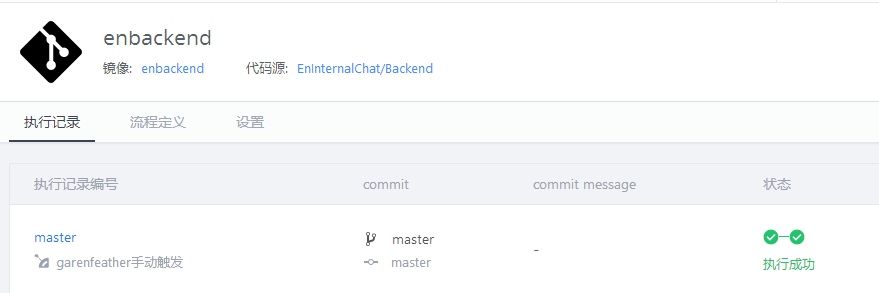 enbackend
镜像: enbackend 代码源: EnInternalChat/Backend
执行记录 流程定义 设置
执行记录编号 commit commit message 状态
master master -
garenfeather手动触发 master 执行成功